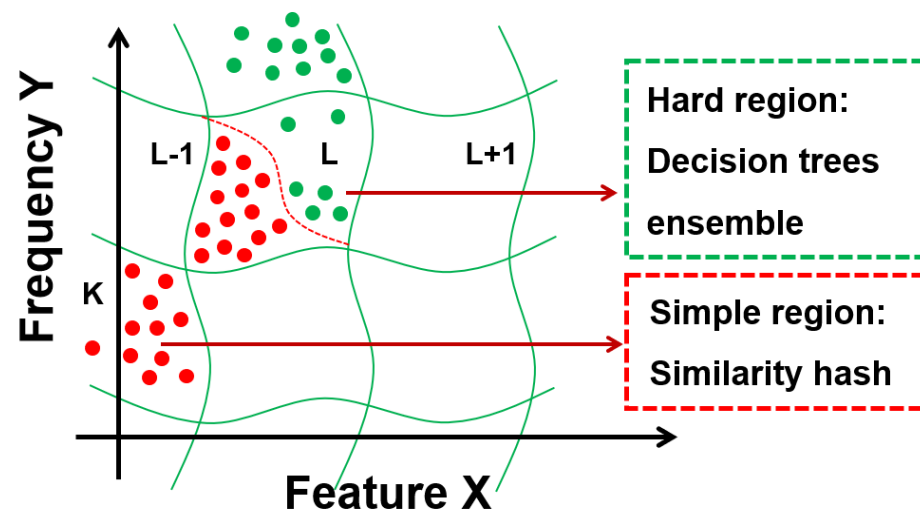 Frequency Y
K
L-1
L
L+1
Hard region:
Decision trees
ensemble
Simple region:
Similarity hash
Feature X